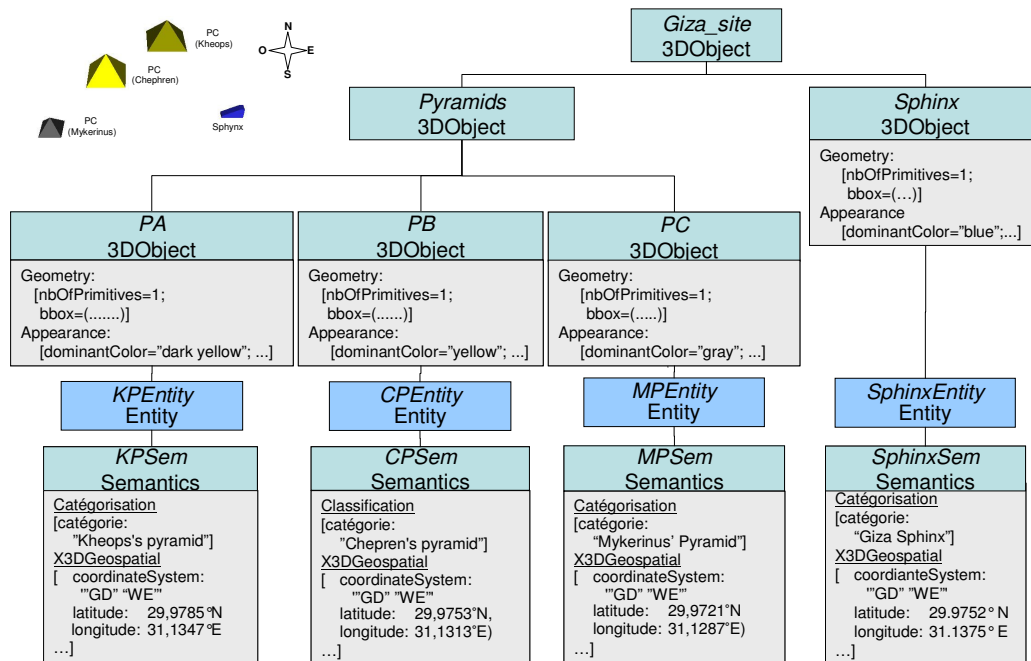 PC
(Kheops)
PC
(Chephren)
PC
(Mykerinus)
Sphynx
N
O
E
S
Giza_site
3DObject
Pyramids
3DObject
Sphinx
3DObject
Geometry:
[nbOfPrimitives=1;
bbox=(…)]
Appearance
[dominantColor="blue";...]
PA
3DObject
Geometry:
[nbOfPrimitives=1;
bbox=(.......)]
Appearance:
[dominantColor="dark yellow"; ...]
PB
3DObject
Geometry:
[nbOfPrimitives=1;
bbox=(......)]
Appearance:
[dominantColor="yellow"; ...]
PC
3DObject
Geometry:
[nbOfPrimitives=1;
bbox=(.....)]
Appearance:
[dominantColor="gray"; ...]
KPEntity
Entity
CPEntity
Entity
MPEntity
Entity
SphinxEntity
Entity
KPSem
Semantics
Catégorisation
[catégorie:
"Kheops's pyramid"]
X3DGeospatial
[ coordinateSystem:
'"GD" "WE"'
latitude: 29,9785°N
longitude: 31,1347°E
…]
CPSem
Semantics
Classification
[catégorie:
"Chepren's pyramid"]
X3DGeospatial
[ coordinateSystem:
'"GD" "WE"'
latitude: 29,9753°N,
longitude: 31,1313°E)
…]
MPSem
Semantics
Catégorisation
[catégorie:
“Mykerinus’ Pyramid”]
X3DGeospatial
[ coordinateSystem:
'"GD" "WE"'
latitude: 29,9721°N
longitude: 31,1287°E)
…]
SphinxSem
Semantics
Catégorisation
[catégorie:
“Giza Sphinx”]
X3DGeospatial
[ coordianteSystem:
'"GD" "WE"'
latitude: 29.9752° N
longitude: 31.1375° E
…]